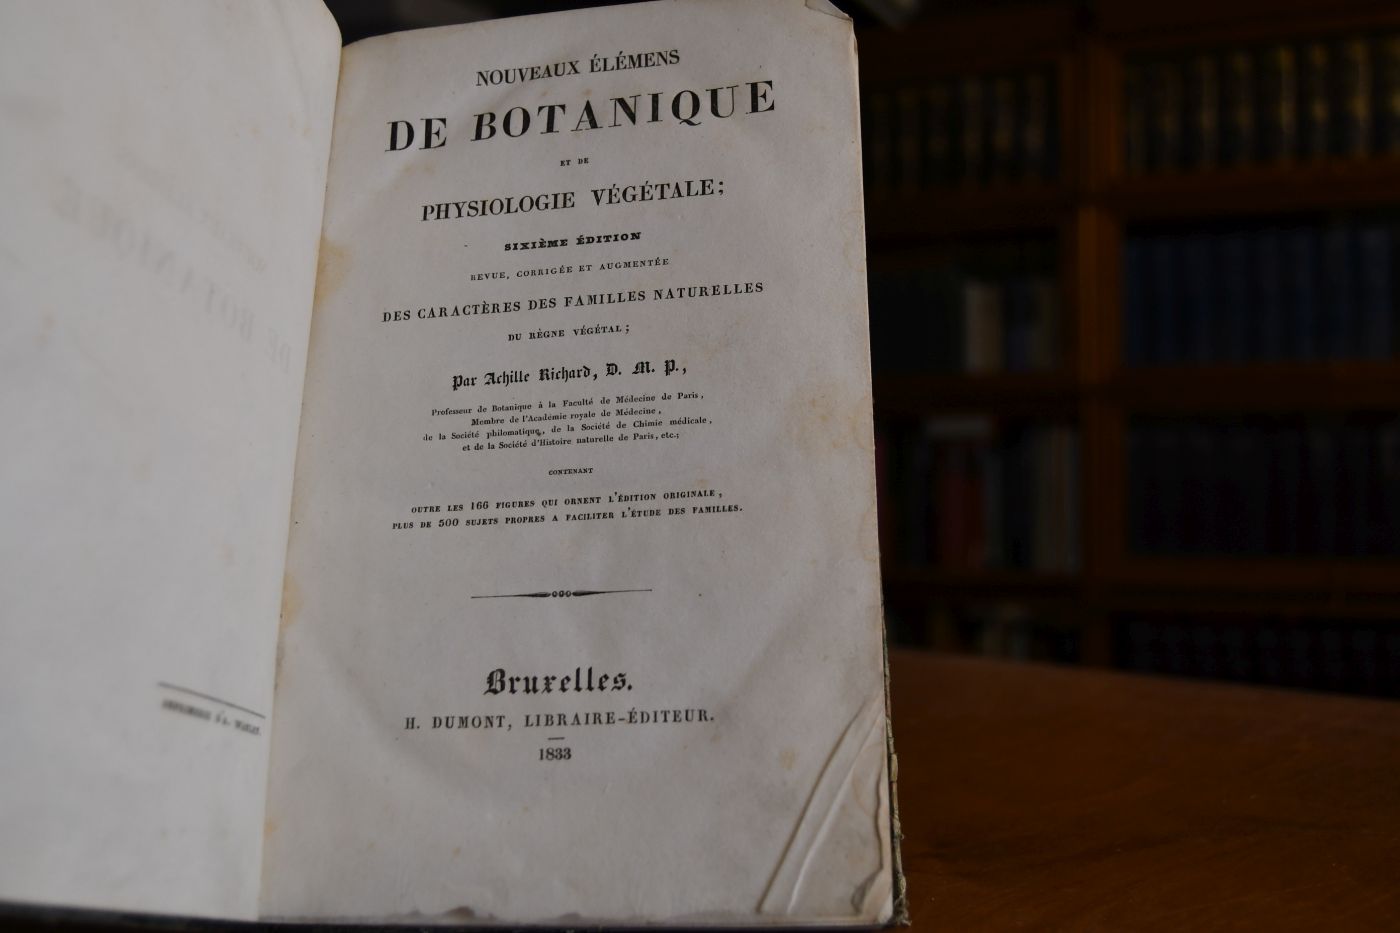 NOUVEAUX ÉLÉMENS
DE BOTANIQUE
ET DE
PHYSIOLOGIE VÉGÉTALE;
SIXIÈME ÉDITION
REVUE, CORRIGÉE ET AUGMENTÉE
DES CARACTÈRES DES FAMILLES NATURELLES
DU RÈGNE VÉGÉTAL;
Par Achille Richard, D. M. P.,
Professeur de Botanique à la Faculté de Médecine de Paris,
Membre de l'Académie royale de Médecine,
de la Société philomatique, de la Société de Chimie médicale,
et de la Société d'Histoire naturelle de Paris, etc.;
CONTENANT
OUTRE LES 166 FIGURES QUI ORNENT L'ÉDITION ORIGINALE,
PLUS DE 500 SUJETS PROPRES A FACILITER L'ÉTUDE DES FAMILLES.
Bruxelles.
H. DUMONT, LIBRAIRE-ÉDITEUR.
1833